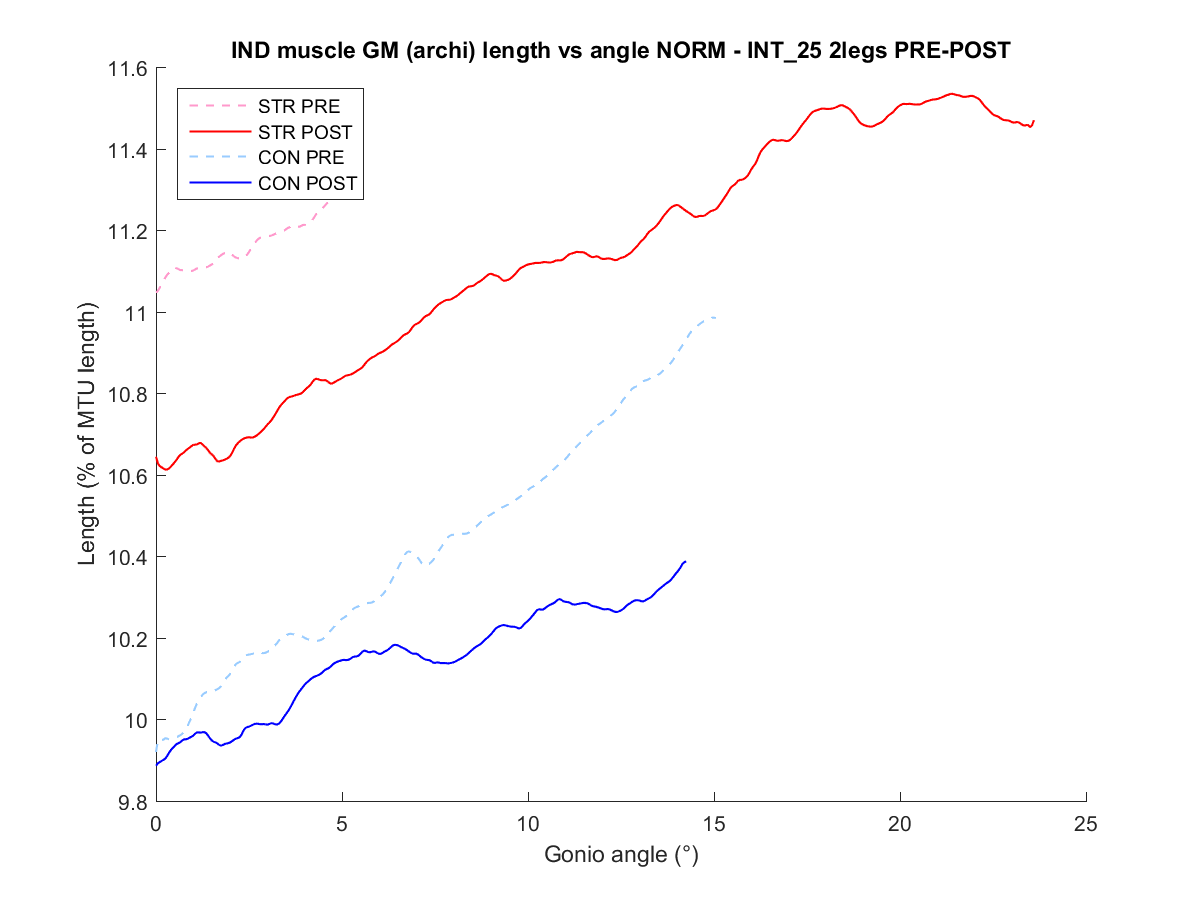 IND muscle GM (archi) length vs angle NORM - INT_25 2legs PRE-POST
STR PRE
STR POST
CON PRE
CON POST
Length (% of MTU length)
11.6
11.4
11.2
11
10.8
10.6
10.4
10.2
10
9.8
0
5
10
15
20
25
Gonio angle (°)